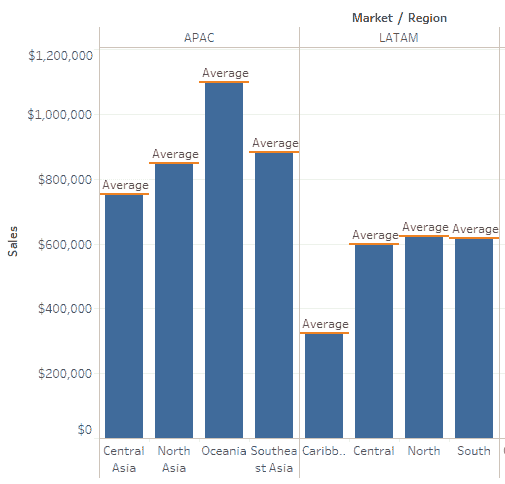 Market / Region
APAC
LATAM
$1,200,000
$1,000,000
$800,000
$600,000
$400,000
$200,000
$0
Sales
Average
Average
Average
Average
Average
Average
Average
Average
Central
Asia
North
Asia
Oceania
Southea
st Asia
Caribb..
Central
North
South